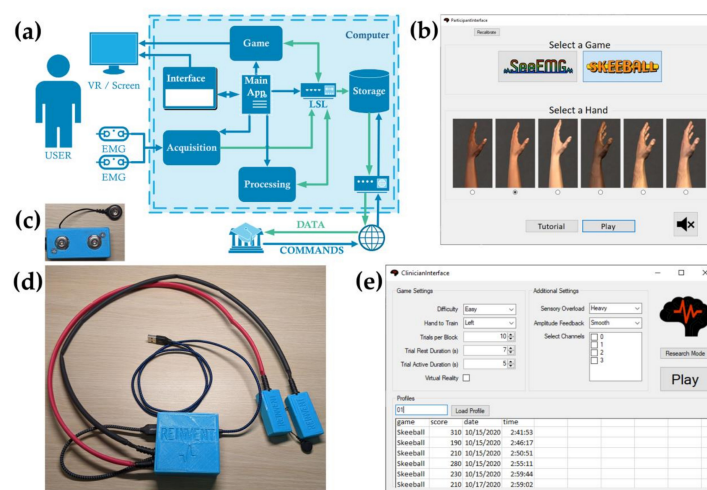 (a)
Computer
Game
VR / Screen
Interface
Main
App
LSL
Storage
USER
EMG
EMG
Acquisition
Processing
DATA
COMMANDS
(b)
ParticipantInterface
Recalibrate
Select a Game
SeeEMG
SKEEBALL
Select a Hand
Tutorial
Play
(c)
(d)
REINVENT
(e)
ClinicianInterface
Game Settings
Difficulty Easy
Hand to Train Left
Trials per Block 10
Trial Rest Duration (s) 7
Trial Active Duration (s) 5
Virtual Reality
Additional Settings
Sensory Overload Heavy
Amplitude Feedback Smooth
Select Channels 0
1
2
3
Research Mode
Play
Profiles
01
Load Profile
game score date time
Skeeball 310 10/15/2020 2:41:53
Skeeball 190 10/15/2020 2:46:17
Skeeball 210 10/15/2020 2:50:51
Skeeball 280 10/15/2020 2:55:11
Skeeball 230 10/15/2020 2:59:44
Skeeball 210 10/17/2020 2:59:02